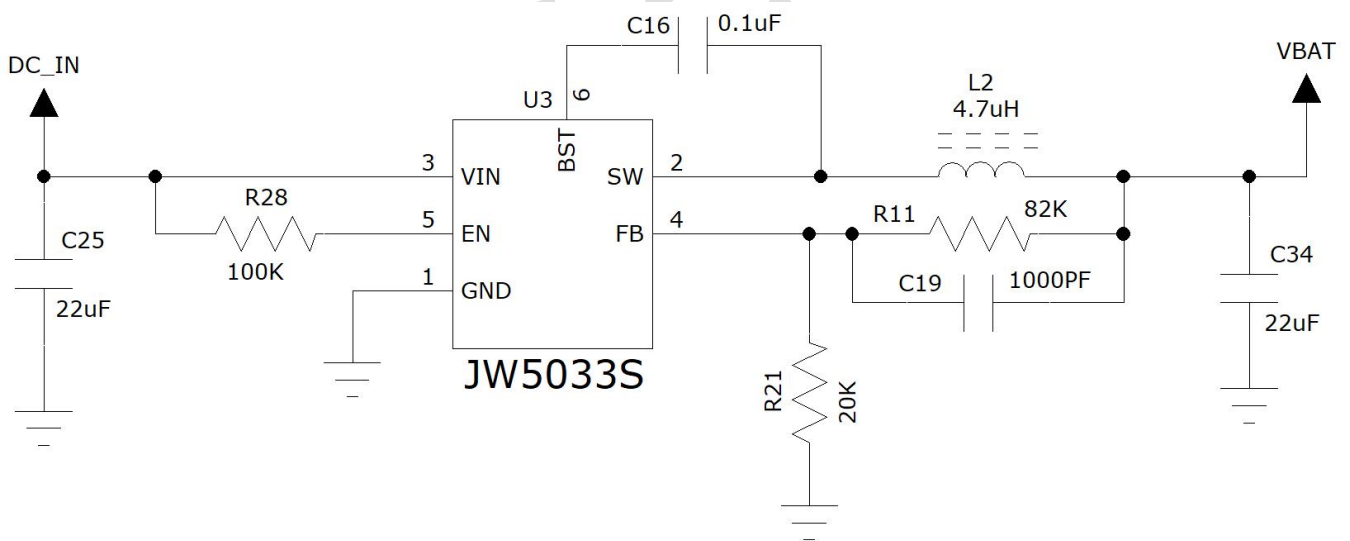 C16
0.1uF
DC_IN
VBAT
U3
6
BST
L2
4.7uH
3
VIN
SW
2
R28
100K
5
EN
FB
4
R11
82K
C25
22uF
1
GND
C19
1000PF
C34
22uF
JW5033S
R21
20K